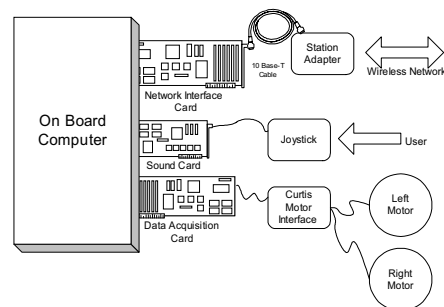 On Board
Computer
Network Interface
Card
10 Base-T
Cable
Station
Adapter
Wireless Network
Sound Card
Joystick
User
Data Acquisition
Card
Curtis
Motor
Interface
Left
Motor
Right
Motor